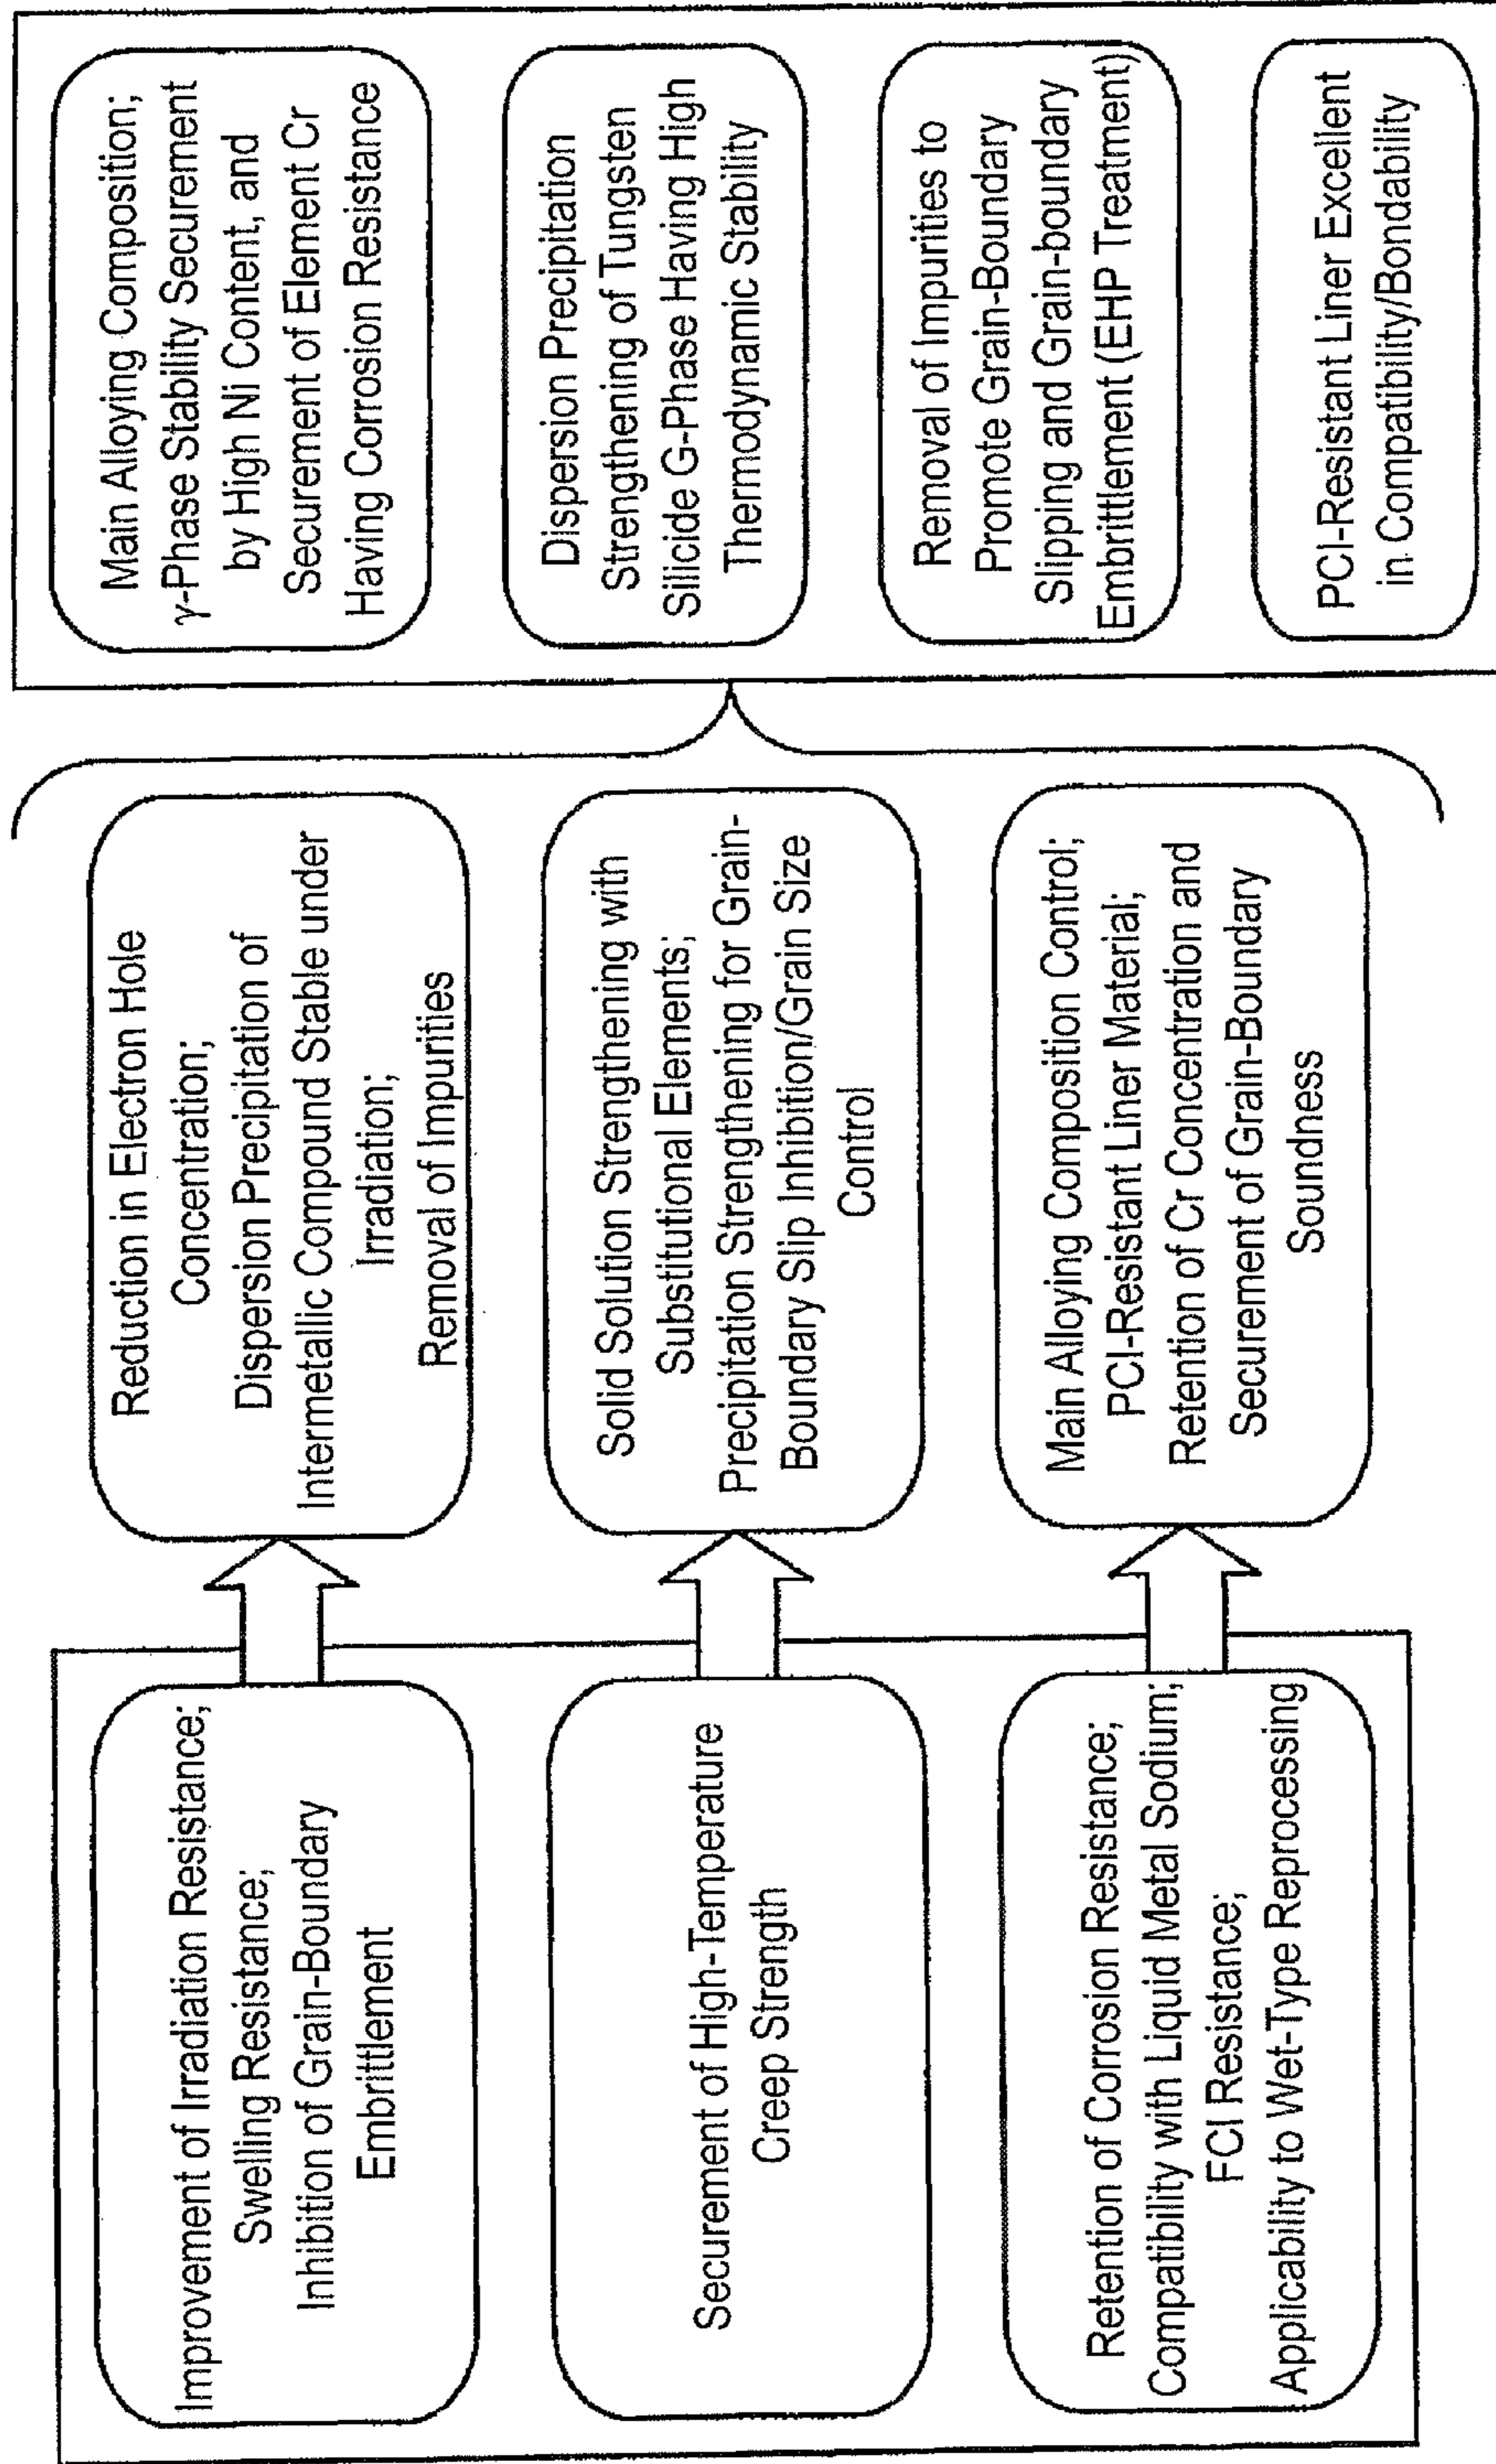 Improvement of Irradiation Resistance;
Swelling Resistance;
Inhibition of Grain-Boundary
Embrittlement
Securement of High-Temperature
Creep Strength
Retention of Corrosion Resistance;
Compatibility with Liquid Metal Sodium;
FCI Resistance;
Applicability to Wet-Type Reprocessing
Reduction in Electron Hole
Concentration;
Dispersion Precipitation of
Intermetallic Compound Stable under
Irradiation;
Removal of Impurities
Solid Solution Strengthening with
Substitutional Elements;
Precipitation Strengthening for Grain-
Boundary Slip Inhibition/Grain Size
Control
Main Alloying Composition Control;
PCI-Resistant Liner Material;
Retention of Cr Concentration and
Securement of Grain-Boundary
Soundness
Main Alloying Composition;
γ-Phase Stability Securement
by High Ni Content, and
Securement of Element Cr
Having Corrosion Resistance
Dispersion Precipitation
Strengthening of Tungsten
Silicide G-Phase Having High
Thermodynamic Stability
Removal of Impurities to
Promote Grain-Boundary
Slipping and Grain-boundary
Embrittlement (EHP Treatment)
PCI-Resistant Liner Excellent
in Compatibility/Bondability